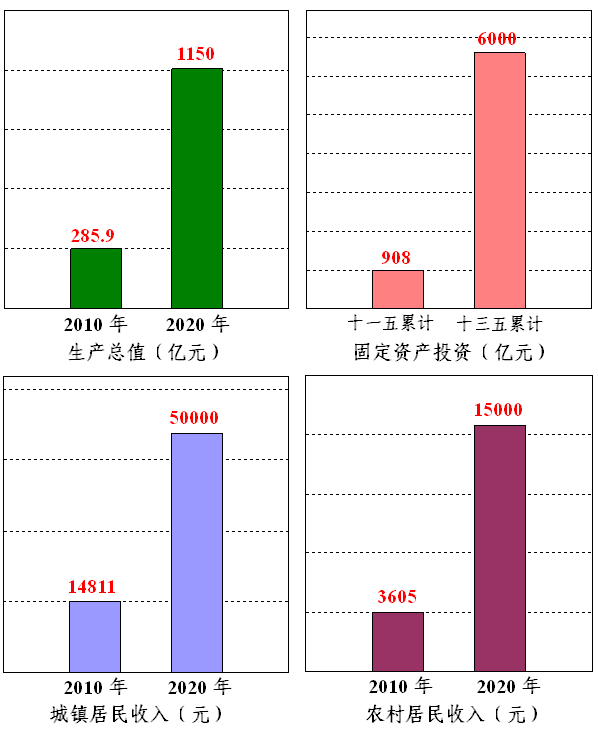 1150
285.9
2010 年 2020 年
生产总值（亿元）
6000
908
十一五累计 十三五累计
固定资产投资（亿元）
50000
14811
2010 年 2020 年
城镇居民收入（元）
15000
3605
2010 年 2020 年
农村居民收入（元）